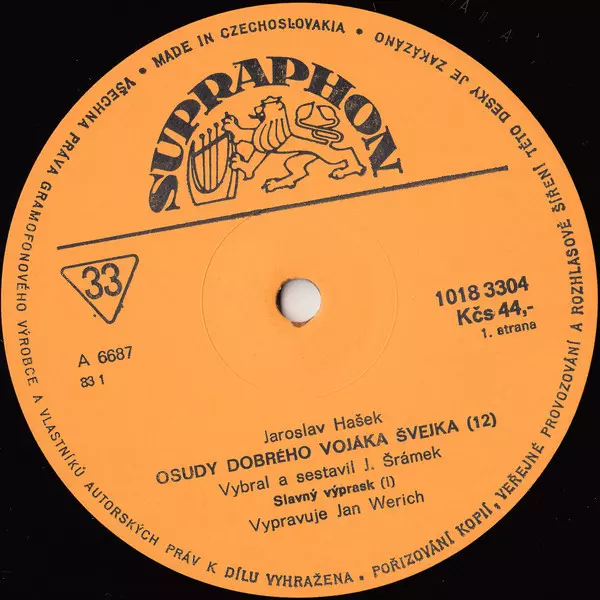 VŠECHNA PRÁVA GRAMOFONOVÉHO VÝROBCE A VLASTNÍKŮ AUTORSKÝCH PRÁV K DÍLU VYHRAŽENA. • POŘIZOVÁNÍ KOPIÍ, VEŘEJNÉ PROVOZOVÁNÍ A ROZHLASOVÉ ŠÍŘENÍ TÉTO DESKY JE ZAKÁZÁNO • MADE IN CZECHOSLOVAKIA •
SUPRAPHON
33
1018 3304
Kčs 44,-
1. strana
A 6687
83 1
Jaroslav Hašek
OSUDY DOBRÉHO VOJÁKA ŠVEJKA (12)
Vybral a sestavil J. Šrámek
Slavný výprask (I)
Vypravuje Jan Werich